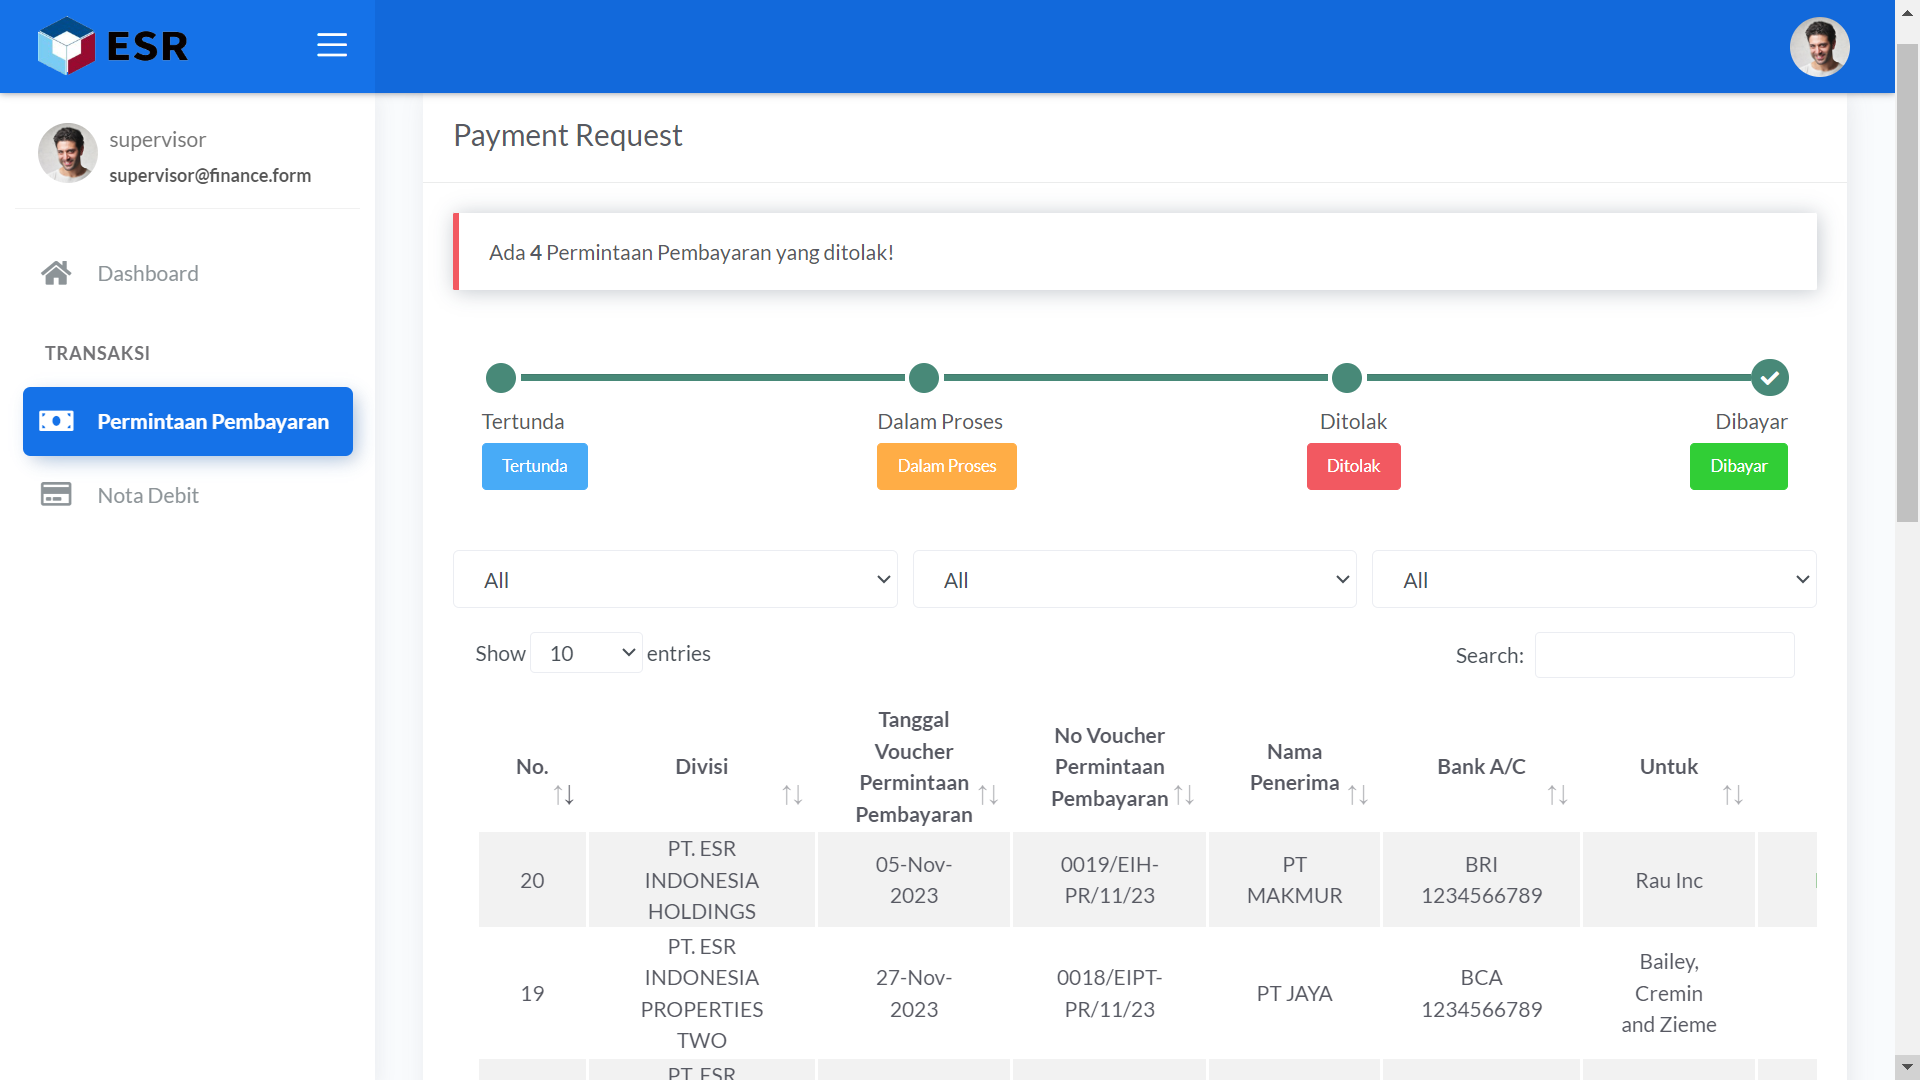 ESR
supervisor
supervisor@finance.form
Dashboard
TRANSAKSI
Permintaan Pembayaran
Nota Debit
Payment Request
Ada 4 Permintaan Pembayaran yang ditolak!
Tertunda
Dalam Proses
Ditolak
Dibayar
Tertunda
Dalam Proses
Ditolak
Dibayar
All
All
All
Show 10 entries
Search:
No.
Divisi
Tanggal
Voucher
Permintaan
Pembayaran
No Voucher
Permintaan
Pembayaran
Nama
Penerima
Bank A/C
Untuk
20
PT. ESR
INDONESIA
HOLDINGS
05-Nov-
2023
0019/EIH-
PR/11/23
PT
MAKMUR
BRI
1234566789
Rau Inc
19
PT. ESR
INDONESIA
PROPERTIES
TWO
27-Nov-
2023
0018/EIPT-
PR/11/23
PT JAYA
BCA
1234566789
Bailey,
Cremin
and Zieme
PT. ESR